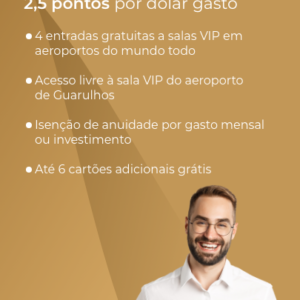 2,5 pontos por dólar gasto
4 entradas gratuitas a salas VIP em
aeroportos do mundo todo
Acesso livre à sala VIP do aeroporto
de Guarulhos
Isenção de anuidade por gasto mensal
ou investimento
Até 6 cartões adicionais grátis